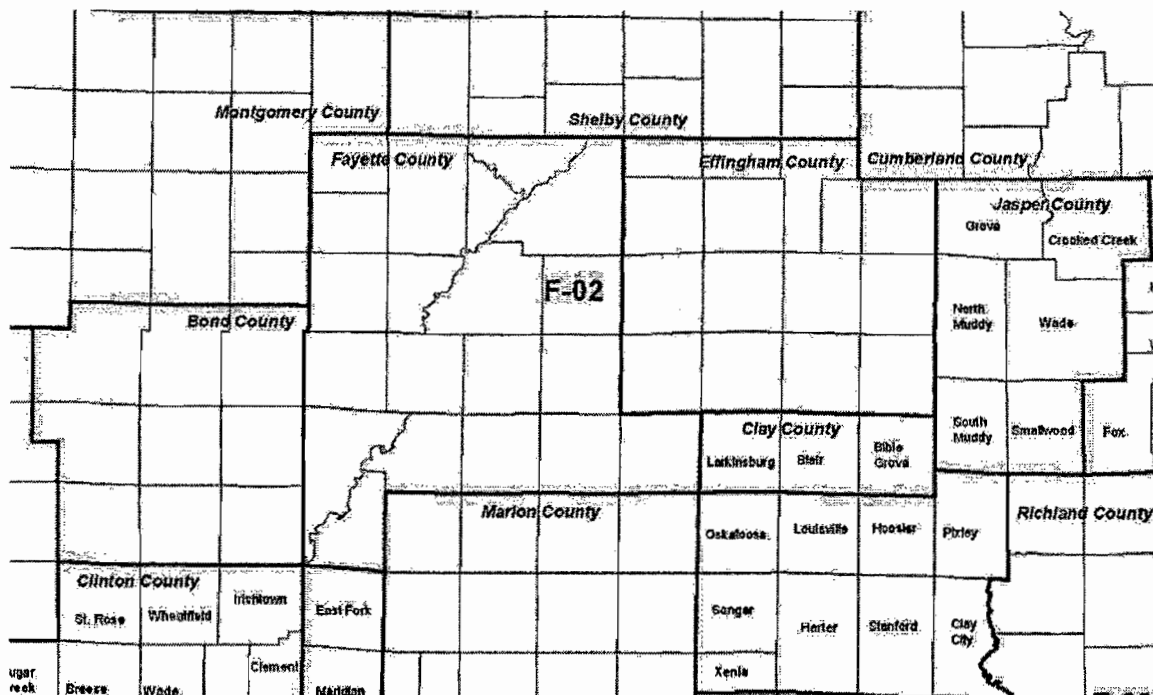 Montgomery County
Shelby County
Fayette County
Effingham County
Cumberland County
Jasper County
Grove
Crooked Creek
F-02
Bond County
North
Muddy
Wade
South
Muddy
Smallwood
Fox
Clay County
Larkinsburg
Blair
Bible
Grove
Marion County
Oskaloosa
Louisville
Hoosier
Pixley
Richland County
Clinton County
St. Rose
Wheatfield
Irishtown
East Fork
Songer
Harter
Stanford
Clay
City
Clement
Xenia
ugar
reek
Breese
Wade
Meridian